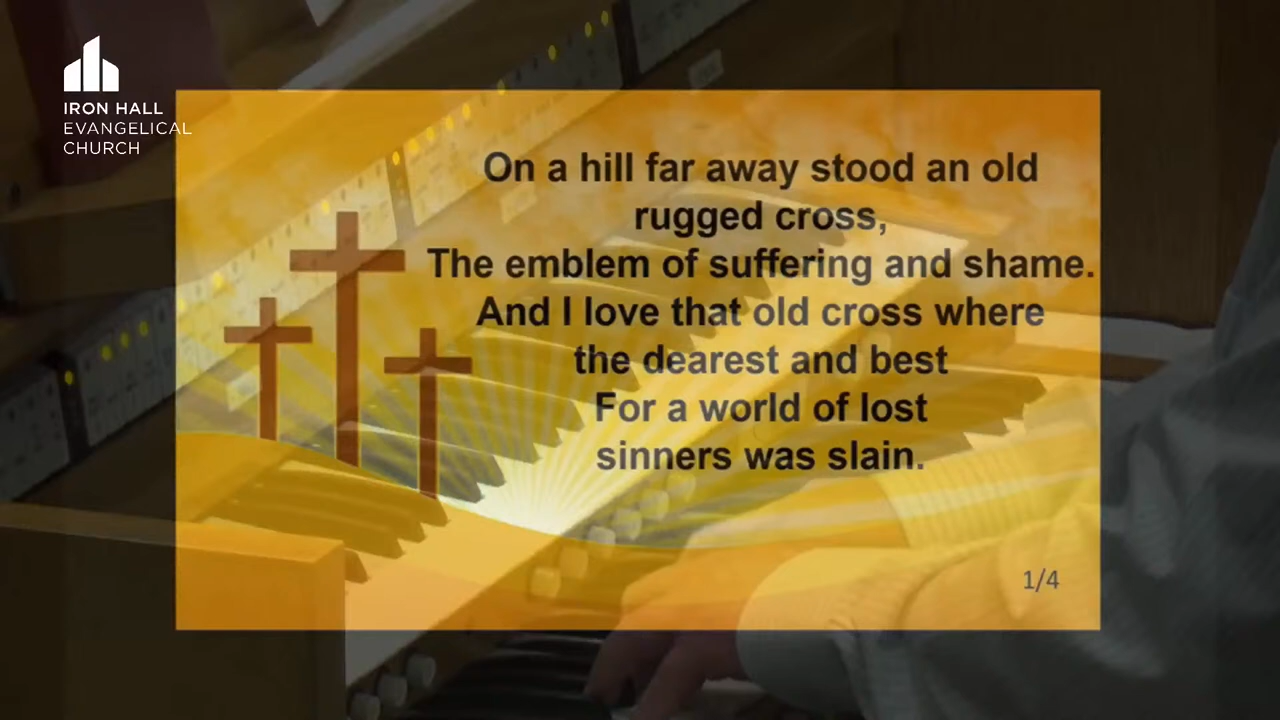 IRON HALL
EVANGELICAL
CHURCH
On a hill far away stood an old
rugged cross,
The emblem of suffering and shame.
And I love that old cross where
the dearest and best
For a world of lost
sinners was slain.
1/4